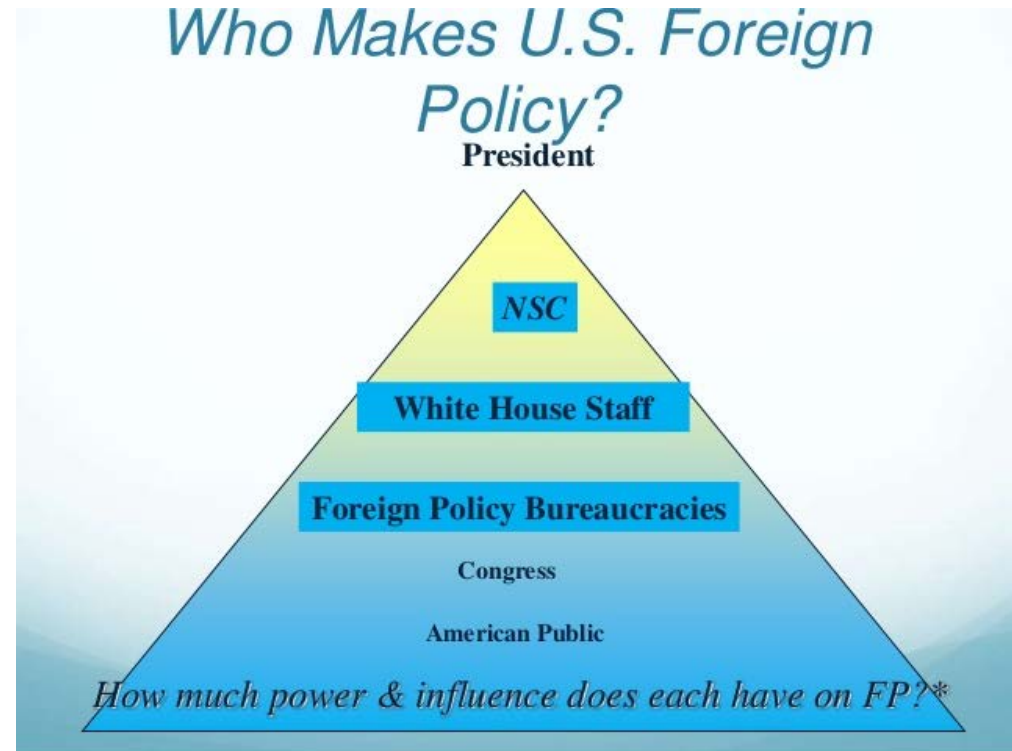 Who Makes U.S. Foreign
Policy?
President
NSC
White House Staff
Foreign Policy Bureaucracies
Congress
American Public
How much power & influence does each have on FP?*